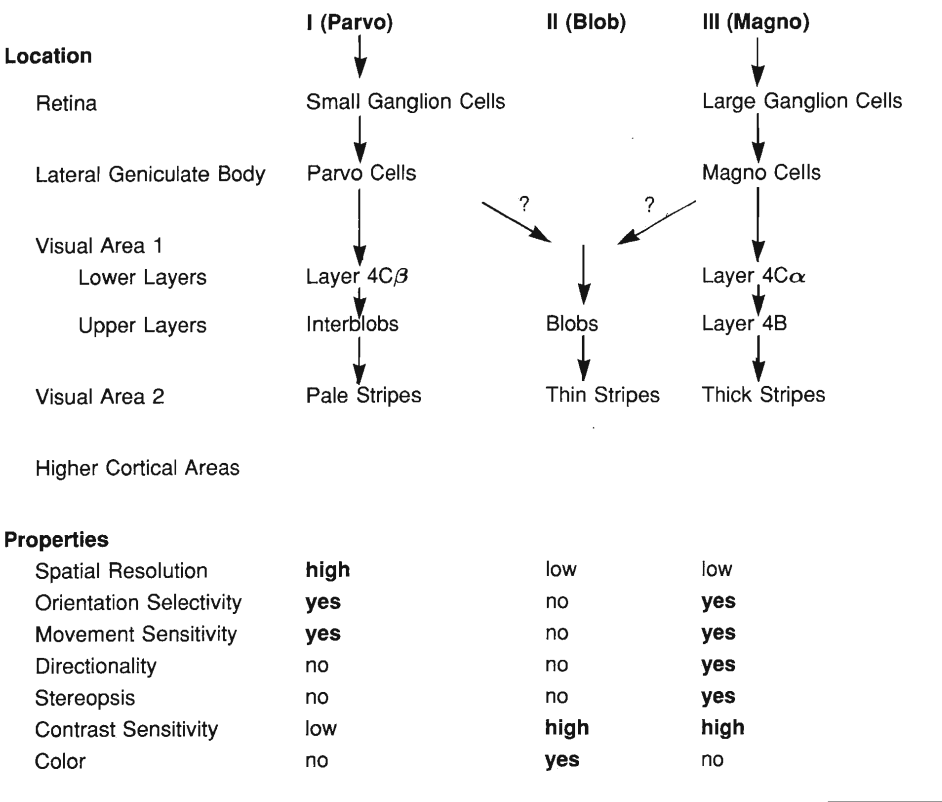 I (Parvo) II (Blob) III (Magno)
Location
Retina Small Ganglion Cells Large Ganglion Cells
Lateral Geniculate Body Parvo Cells Magno Cells
? ?
Visual Area 1
Lower Layers Layer 4Cβ Layer 4Cα
Upper Layers Interblobs Blobs Layer 4B
Visual Area 2 Pale Stripes Thin Stripes Thick Stripes
Higher Cortical Areas
Properties
Spatial Resolution high low low
Orientation Selectivity yes no yes
Movement Sensitivity yes no yes
Directionality no no yes
Stereopsis no no yes
Contrast Sensitivity low high high
Color no yes no